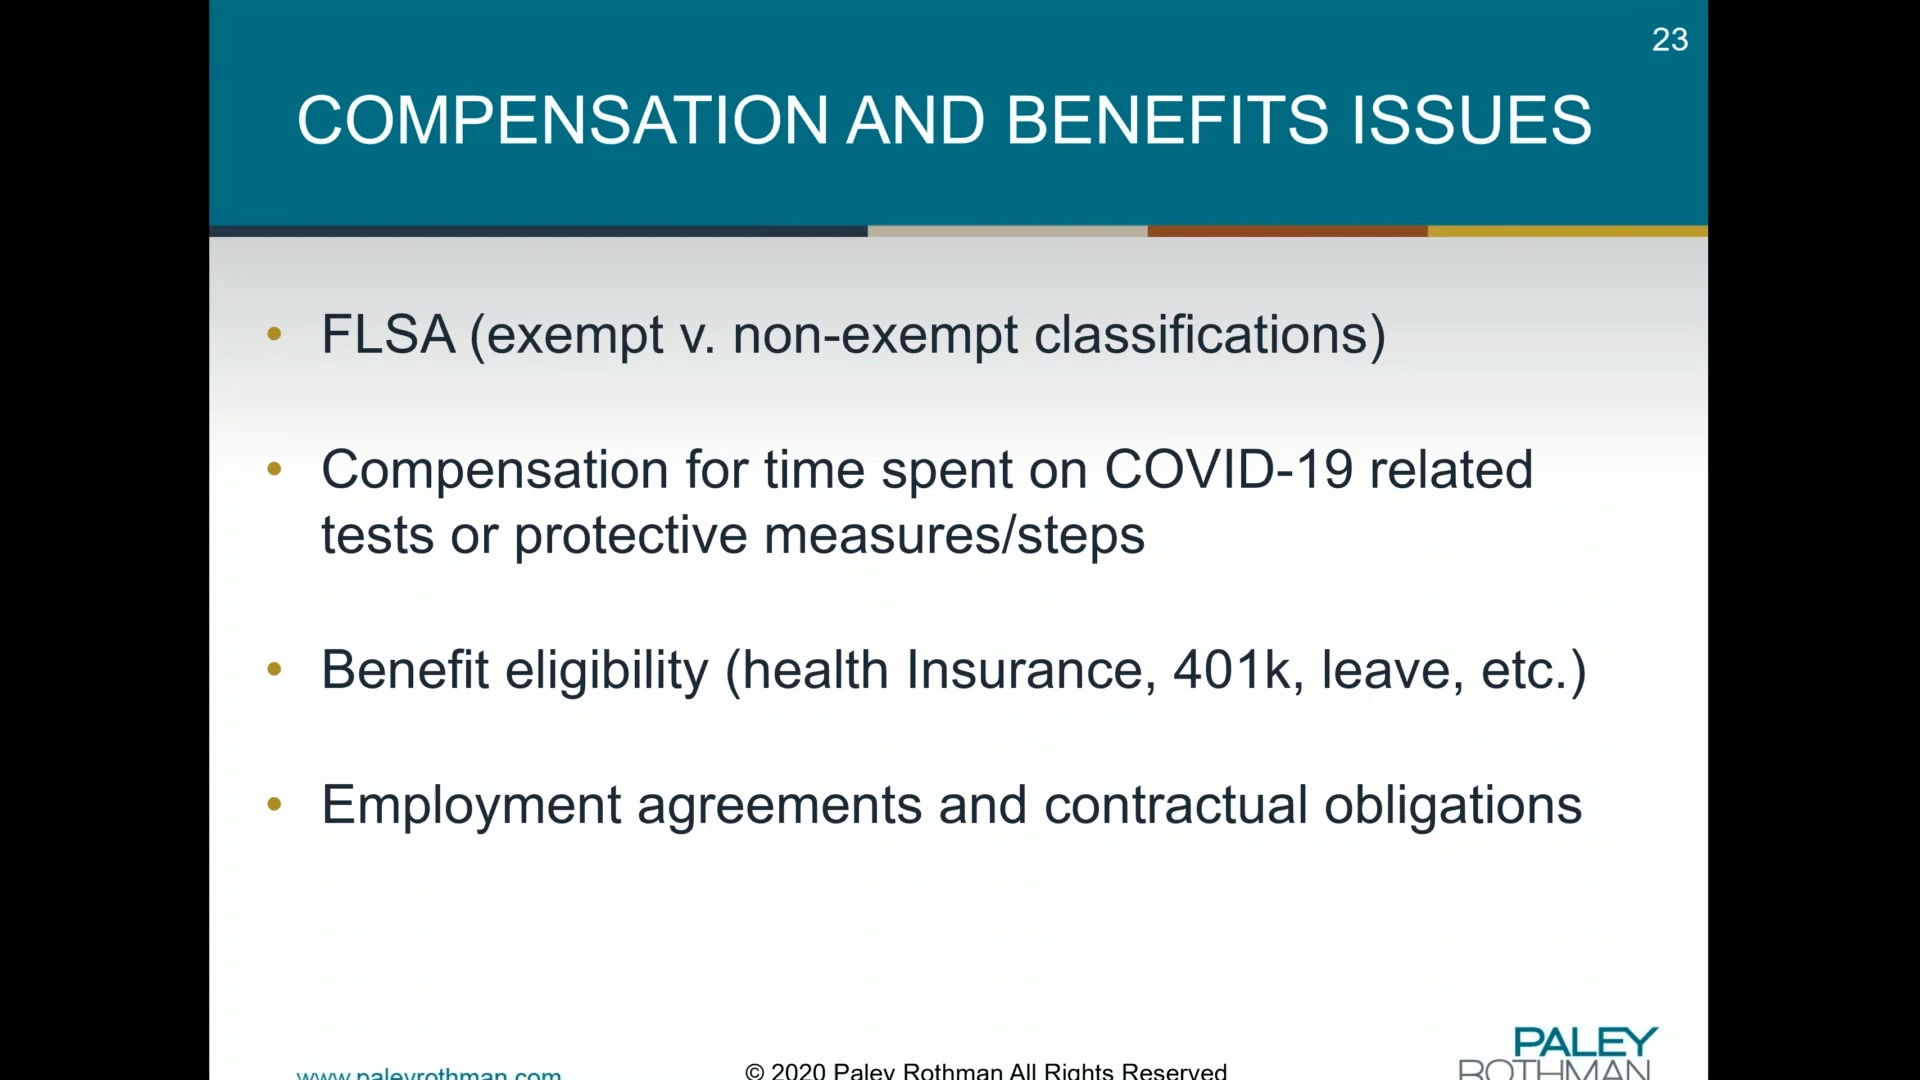 23
COMPENSATION AND BENEFITS ISSUES
• FLSA (exempt v. non-exempt classifications)
• Compensation for time spent on COVID-19 related
tests or protective measures/steps
• Benefit eligibility (health Insurance, 401k, leave, etc.)
• Employment agreements and contractual obligations
www.paleyrothman.com
© 2020 Paley Rothman All Rights Reserved
PALEY
ROTHMAN